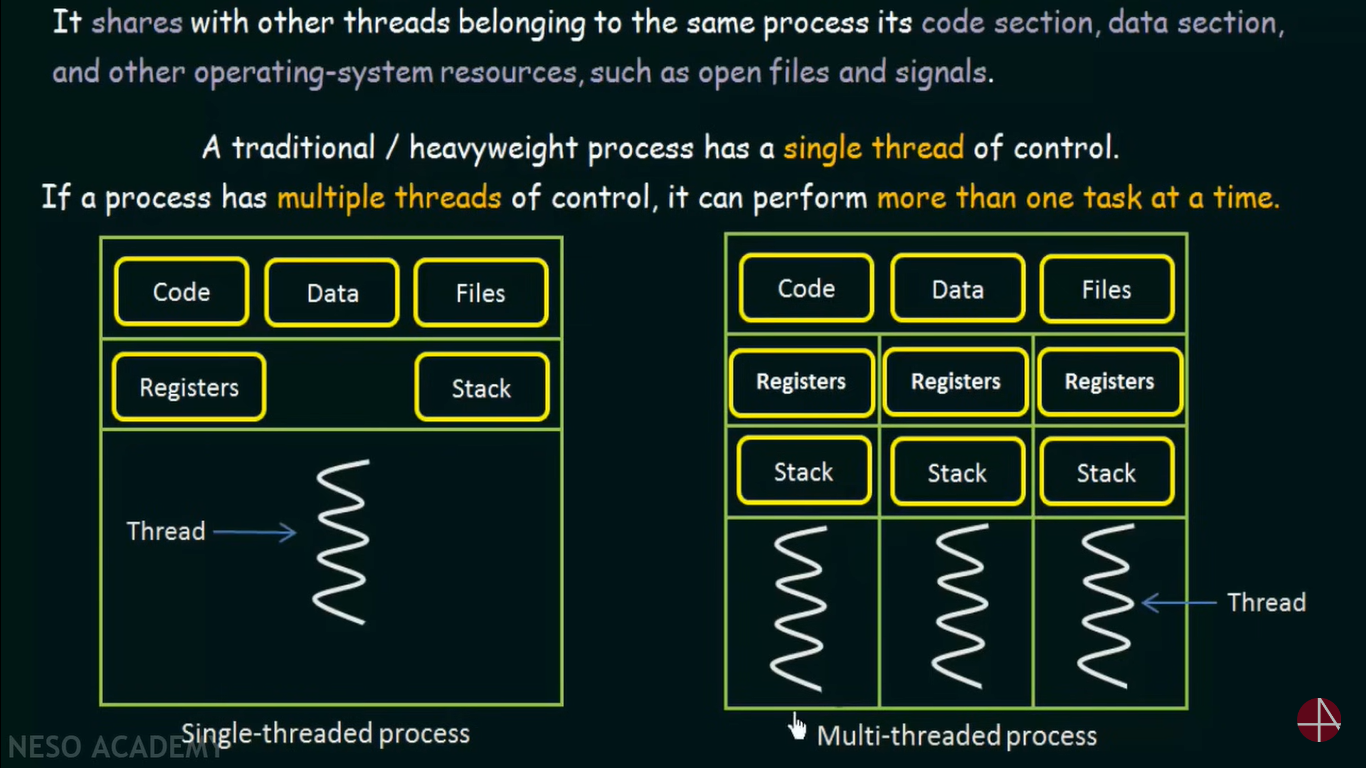 It shares with other threads belonging to the same process its code section, data section,
and other operating-system resources, such as open files and signals.
A traditional / heavyweight process has a single thread of control.
If a process has multiple threads of control, it can perform more than one task at a time.
Code Data Files
Registers Stack
Thread
Single-threaded process
Code Data Files
Registers Registers Registers
Stack Stack Stack
Thread
Multi-threaded process
NESO ACADEMY